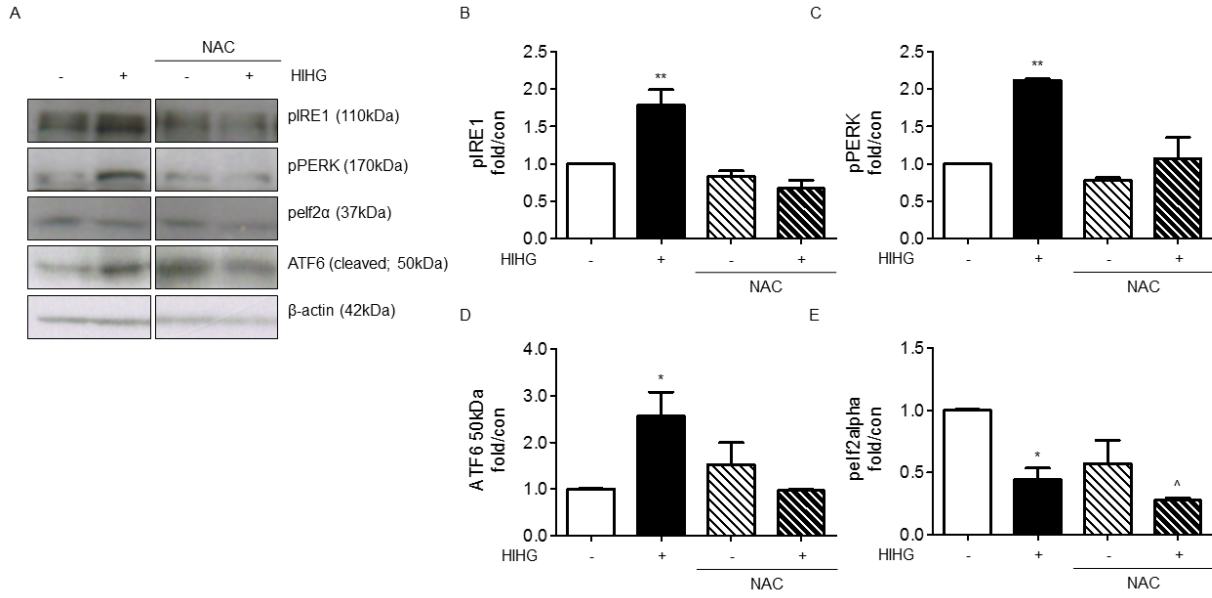 A
NAC
- + - + HIHG
pIRE1 (110kDa)
pPERK (170kDa)
peIf2α (37kDa)
ATF6 (cleaved; 50kDa)
β-actin (42kDa)
B
pIRE1
fold/con
2.5
2.0
1.5
1.0
0.5
0.0
**
HIHG - + - +
NAC
C
pPERK
fold/con
2.5
2.0
1.5
1.0
0.5
0.0
**
HIHG - + - +
NAC
D
ATF6 50kDa
fold/con
4.0
3.0
2.0
1.0
0.0
*
HIHG - + - +
NAC
E
peIf2alpha
fold/con
1.5
1.0
0.5
0.0
*
^
HIHG - + - +
NAC